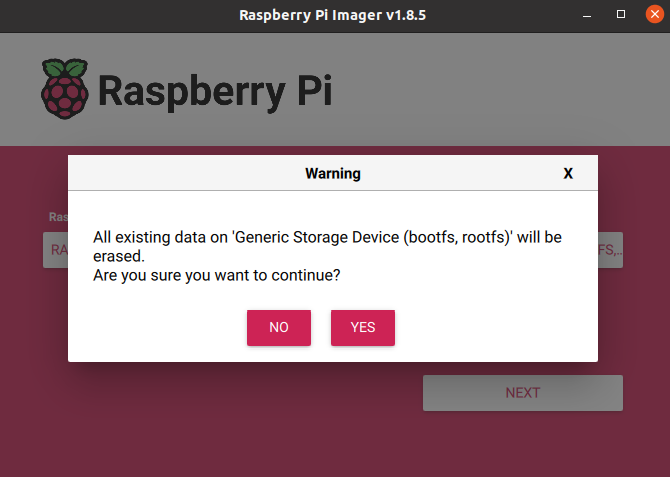 Raspberry Pi Imager v1.8.5
Raspberry Pi
Warning
X
Ras
RA
FS,..
All existing data on 'Generic Storage Device (bootfs, rootfs)' will be
erased.
Are you sure you want to continue?
NO
YES
NEXT